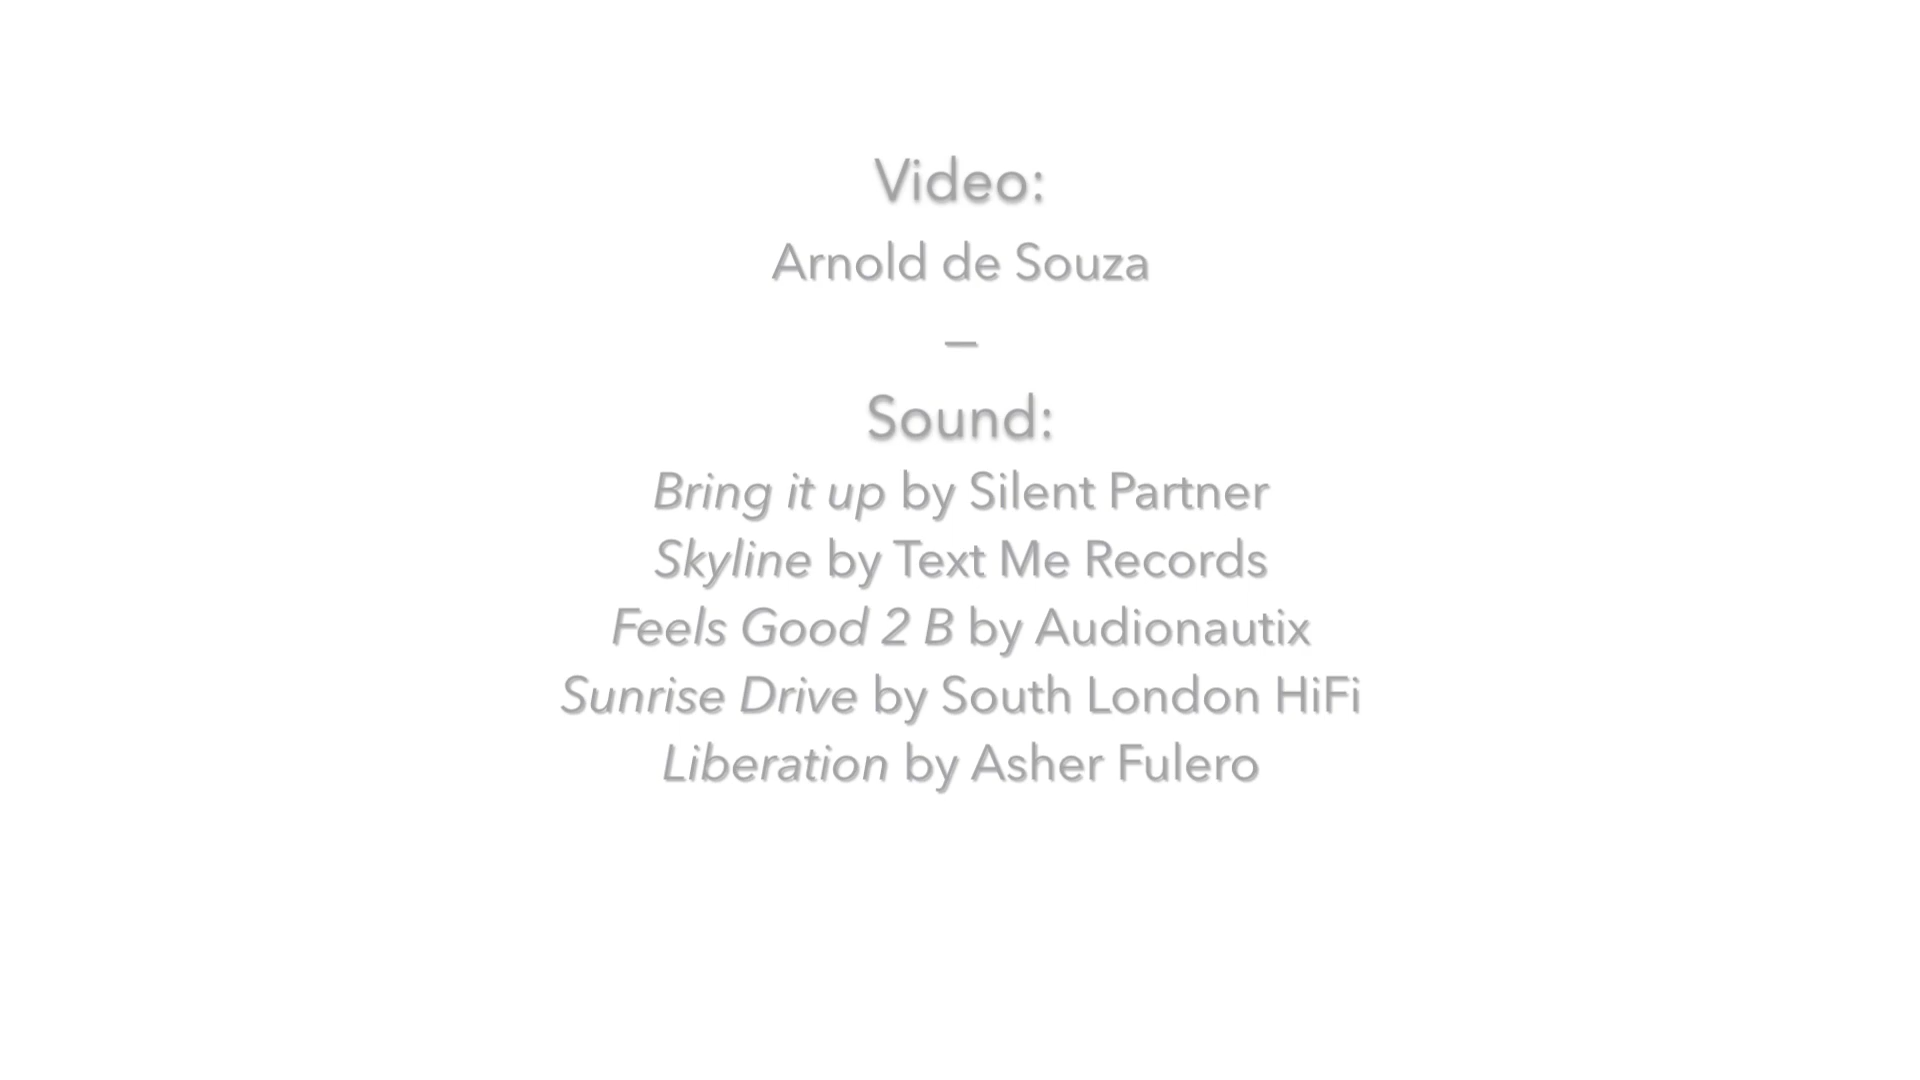 Video:
Arnold de Souza
—
Sound:
Bring it up by Silent Partner
Skyline by Text Me Records
Feels Good 2 B by Audionautix
Sunrise Drive by South London HiFi
Liberation by Asher Fulero